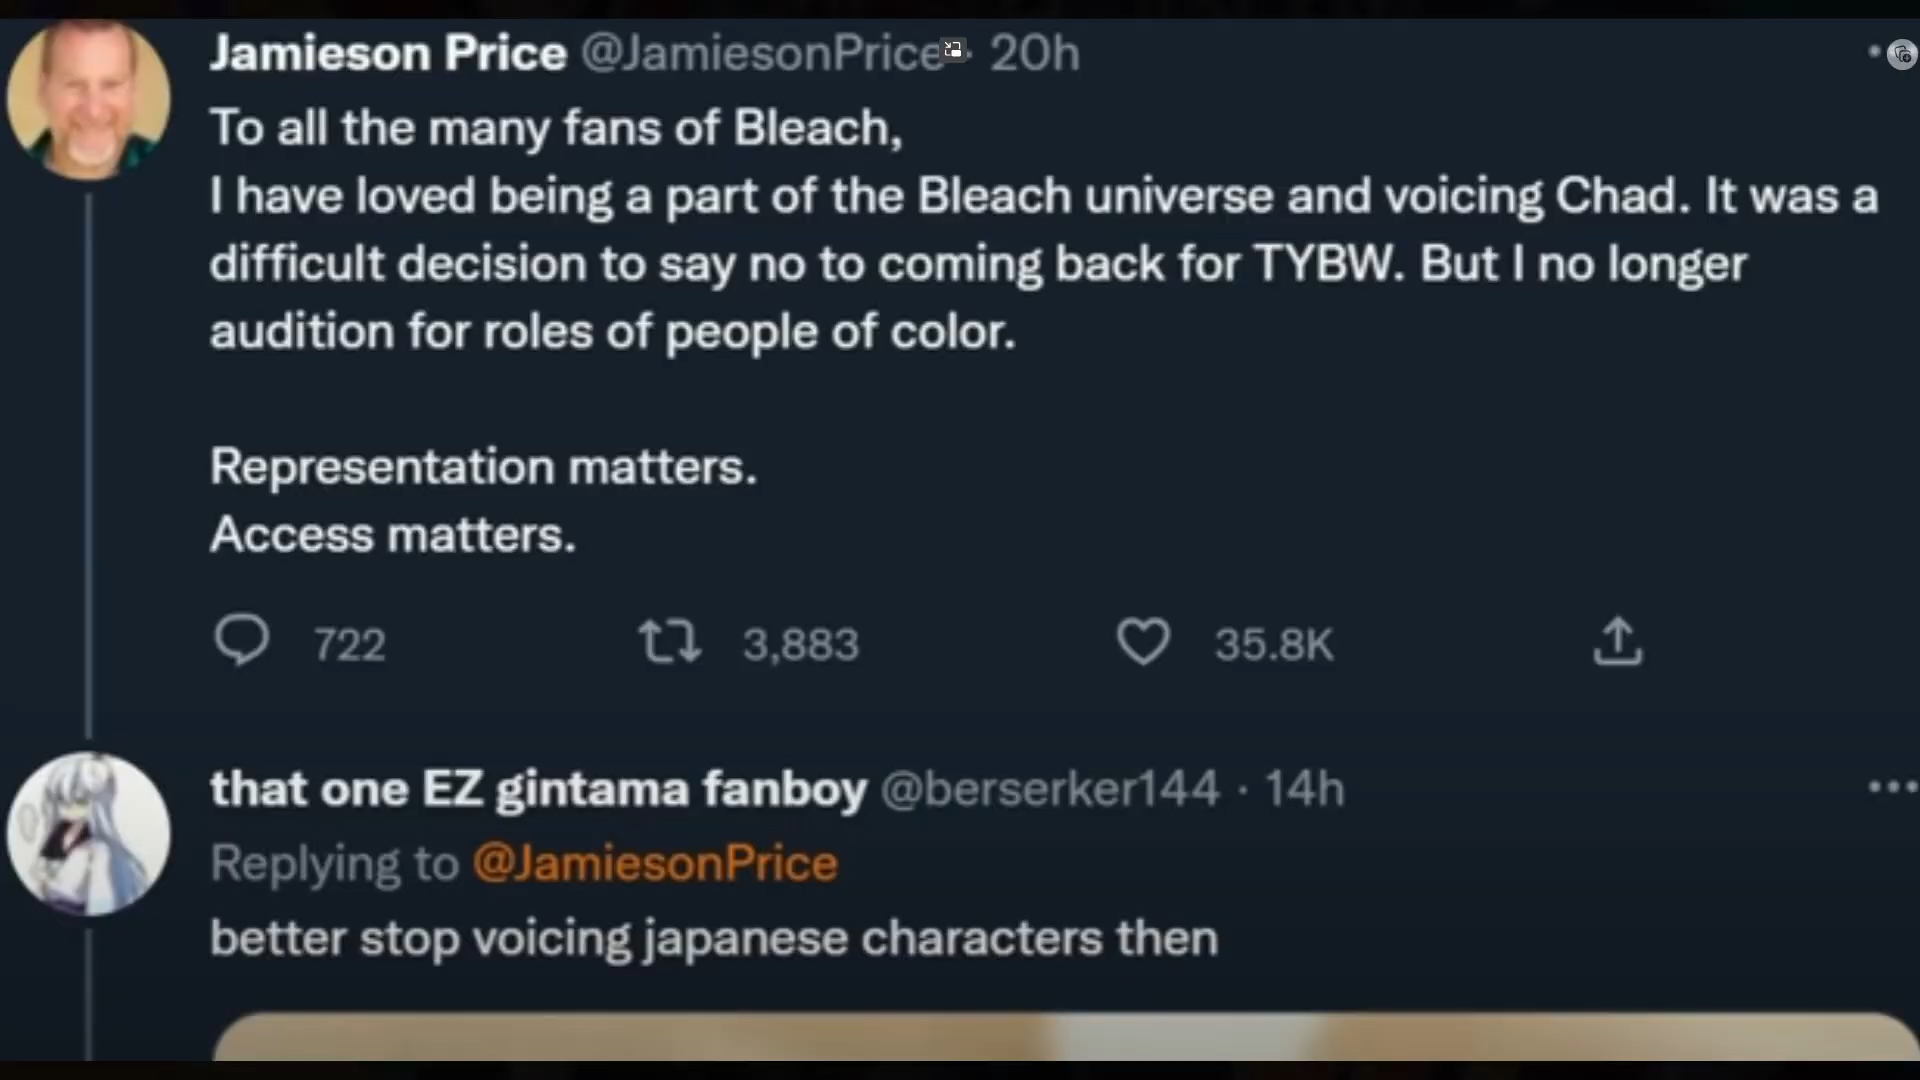 Jamieson Price @JamiesonPrice · 20h
To all the many fans of Bleach,
I have loved being a part of the Bleach universe and voicing Chad. It was a
difficult decision to say no to coming back for TYBW. But I no longer
audition for roles of people of color.
Representation matters.
Access matters.
722 3,883 35.8K
that one EZ gintama fanboy @berserker144 · 14h
Replying to @JamiesonPrice
better stop voicing japanese characters then